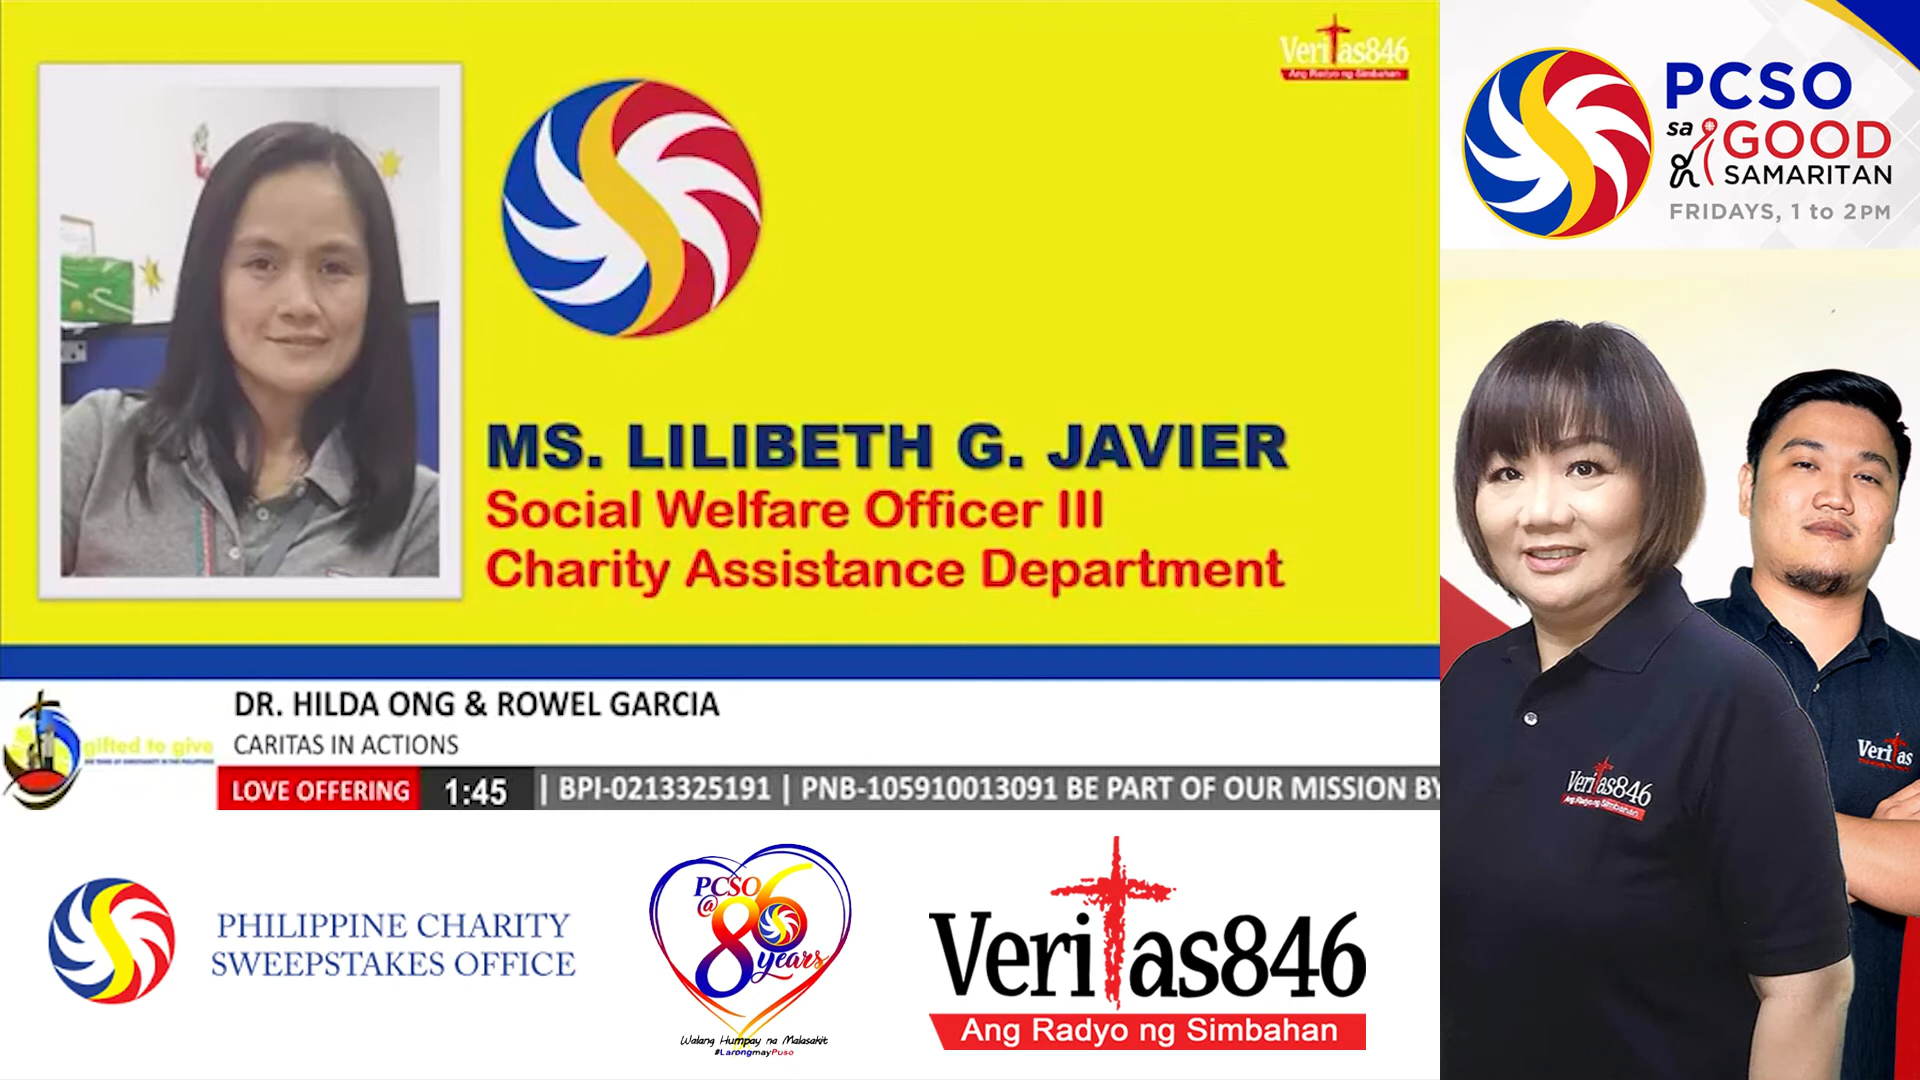 Veritas846
Ang Radyo ng Simbahan
MS. LILIBETH G. JAVIER
Social Welfare Officer III
Charity Assistance Department
PCSO
sa GOOD
SAMARITAN
FRIDAYS, 1 to 2PM
gifted to give
DR. HILDA ONG & ROWEL GARCIA
CARITAS IN ACTIONS
LOVE OFFERING 1:45 | BPI-0213325191 | PNB-105910013091 BE PART OF OUR MISSION BY
Veritas846
Ang Radyo ng Simbahan
Veritas
PHILIPPINE CHARITY
SWEEPSTAKES OFFICE
PCSO
@86
years
Walang Humpay na Malasakit
#LarongmayPuso
Veritas846
Ang Radyo ng Simbahan